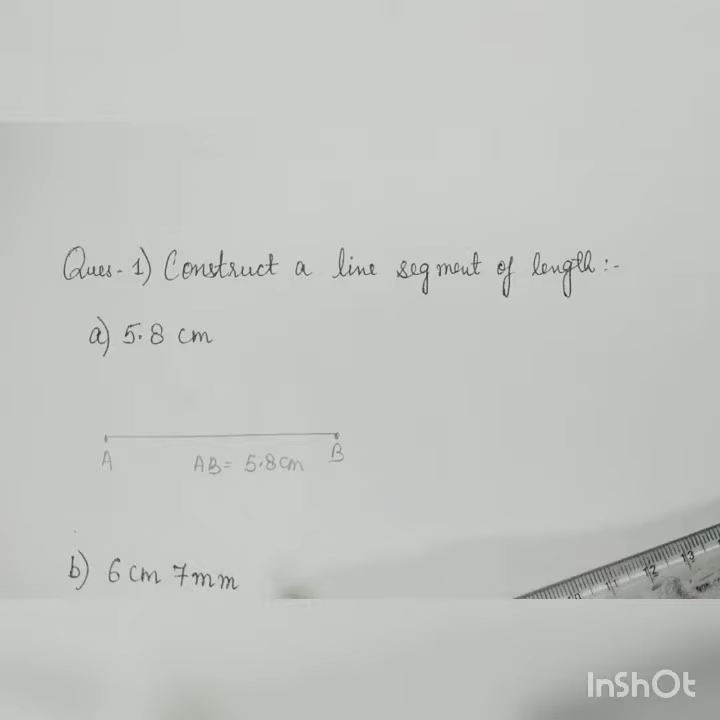 Ques- 1) Construct a line segment of length :-
a) 5.8 cm
A B
AB = 5.8cm
b) 6 cm 7mm
11 12 13
InShOt